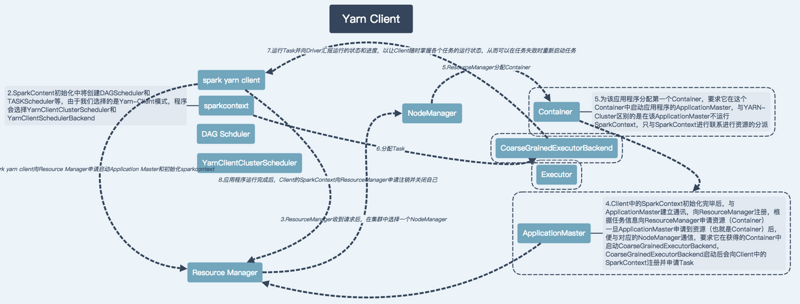 Yarn Client
7.运行Task并向Driver汇报运行的状态和进度，以让Client随时掌握各个任务的运行状态，从而可以在任务失败时重新启动任务
5.ResourceManager分配Container
spark yarn client
2.SparkContent初始化中将创建DAGScheduler和
TASKScheduler等，由于我们选择的是Yarn-Client模式，程序
会选择YarnClientClusterScheduler和
YarnClientSchedulerBackend
sparkcontext
NodeManager
Container
5.为该应用程序分配第一个Container，要求它在这个
Container中启动应用程序的ApplicationMaster，与YARN-
Cluster区别的是在该ApplicationMaster不运行
SparkContext，只与SparkContext进行联系进行资源的分派
DAG Schduler
6.分配Task
CoarseGrainedExecutorBackend
YarnClientClusterScheduler
ark yarn client向Resource Manager申请启动Application Master和初始化sparkcontext
Executor
8.应用程序运行完成后，Client的SparkContext向ResourceManager申请注销并关闭自己
3.ResourceManager收到请求后，在集群中选择一个NodeManager
ApplicationMaster
4.Client中的SparkContext初始化完毕后，与
ApplicationMaster建立通讯，向ResourceManager注册，根
据任务信息向ResourceManager申请资源（Container）
一旦ApplicationMaster申请到资源（也就是Container）后，
便与对应的NodeManager通信，要求它在获得的Container中
启动CoarseGrainedExecutorBackend,
CoarseGrainedExecutorBackend启动后会向Client中的
SparkContext注册并申请Task
Resource Manager